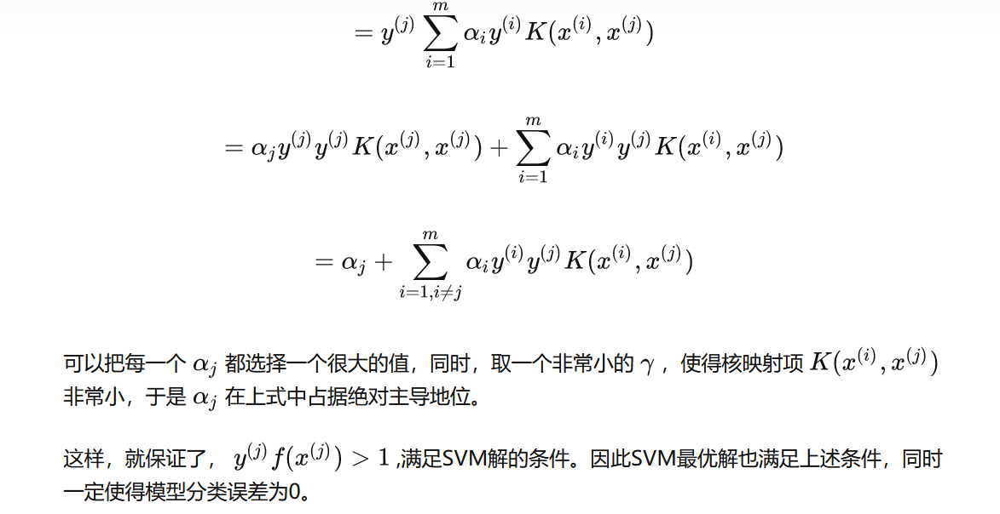 $= y^{(j)} \sum_{i=1}^{m} \alpha_i y^{(i)} K(x^{(i)}, x^{(j)})$
$= \alpha_j y^{(j)} y^{(j)} K(x^{(j)}, x^{(j)}) + \sum_{i=1}^{m} \alpha_i y^{(i)} y^{(j)} K(x^{(i)}, x^{(j)})$
$= \alpha_j + \sum_{i=1, i \neq j}^{m} \alpha_i y^{(i)} y^{(j)} K(x^{(i)}, x^{(j)})$
可以把每一个 $\alpha_j$ 都选择一个很大的值，同时，取一个非常小的 $\gamma$ ，使得核映射项 $K(x^{(i)}, x^{(j)})$
非常小，于是 $\alpha_j$ 在上式中占据绝对主导地位。
这样，就保证了， $y^{(j)} f(x^{(j)}) > 1$ ,满足SVM解的条件。因此SVM最优解也满足上述条件，同时
一定使得模型分类误差为0。